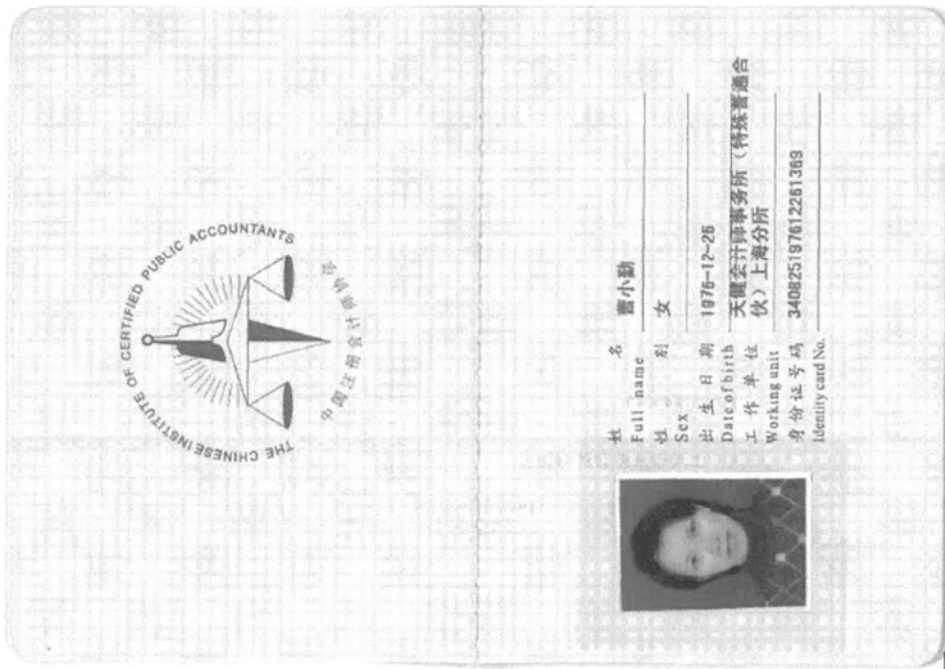 THE CHINESE INSTITUTE OF CERTIFIED PUBLIC ACCOUNTANTS
中国注册会计师协会
姓 名 曹小勤
Full name
性 别 女
Sex
出 生 日 期 1976-12-26
Date of birth
工 作 单 位 天健会计师事务所（特殊普通合
伙）上海分所
Working unit
身份证号码 340825197612261369
Identity card No.